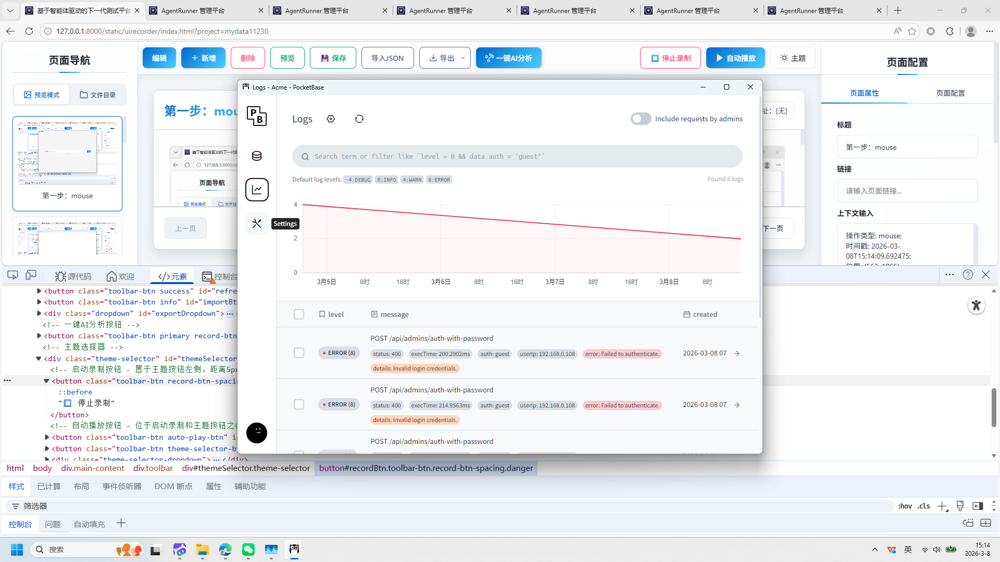 基于智能体驱动的下一代测试平台
AgentRunner 管理平台
AgentRunner 管理平台
AgentRunner 管理平台
AgentRunner 管理平台
AgentRunner 管理平台
AgentRunner 管理平台
127.0.0.1:8000/static/uirecorder/index.html?project=mydata11230
页面导航
预览模式
文件目录
第一步：mouse
编辑
新增
删除
预览
保存
导入JSON
导出
一键AI分析
停止录制
自动播放
主题
第一步：mou
址：[无]
基于智能体驱动的下一代
127.0.0.1:8000/st
页面导航
预览模式
文件目
上一页
下一页
页面配置
页面属性
页面配置
标题
第一步：mouse
链接
请输入页面链接...
上下文输入
操作类型: mouse;
时间戳: 2026-03-
08T15:14:09.692475;
Logs - Acme - PocketBase
P
B
Logs
Include requests by admins
Search term or filter like `level > 0 && data.auth = 'guest'`
Default log levels: -4:DEBUG 0:INFO 4:WARN 8:ERROR
Found 6 logs
4
2
0
3月5日 8时 16时 3月6日 8时 16时 3月7日 8时 16时 3月8日 8时
Settings
level message created
POST /api/admins/auth-with-password
ERROR (8) status: 400 execTime: 200.2902ms auth: guest userIp: 192.168.0.108 error: Failed to authenticate. 2026-03-08 07
details: Invalid login credentials.
POST /api/admins/auth-with-password
ERROR (8) status: 400 execTime: 214.9563ms auth: guest userIp: 192.168.0.108 error: Failed to authenticate. 2026-03-08 07
details: Invalid login credentials.
POST /api/admins/auth-with-password
源代码
欢迎
元素
控制台
<button class="toolbar-btn success" id="refre
<button class="toolbar-btn info" id="importBt
<div class="dropdown" id="exportDropdown">
<!-- 一键AI分析按钮 -->
<button class="toolbar-btn primary record-btn
<!-- 主题选择器 -->
<div class="theme-selector" id="themeSelector
<!-- 启动录制按钮 - 置于主题按钮左侧，距离5px
<button class="toolbar-btn record-btn-spaci
::before
" 停止录制"
</button>
<!-- 自动播放按钮 - 位于启动录制和主题按钮之间
<button class="toolbar-btn auto-play-btn" i
<button class="toolbar-btn theme-selector-b
<div class="theme-selector-dropdown"> </div>
html body div.main-content div.toolbar div#themeSelector.theme-selector button#recordBtn.toolbar-btn.record-btn-spacing.danger
样式 已计算 布局 事件侦听器 DOM 断点 属性 辅助功能
筛选器
:hov .cls
控制台 问题 自动填充
搜索
英
15:14
2026-3-8